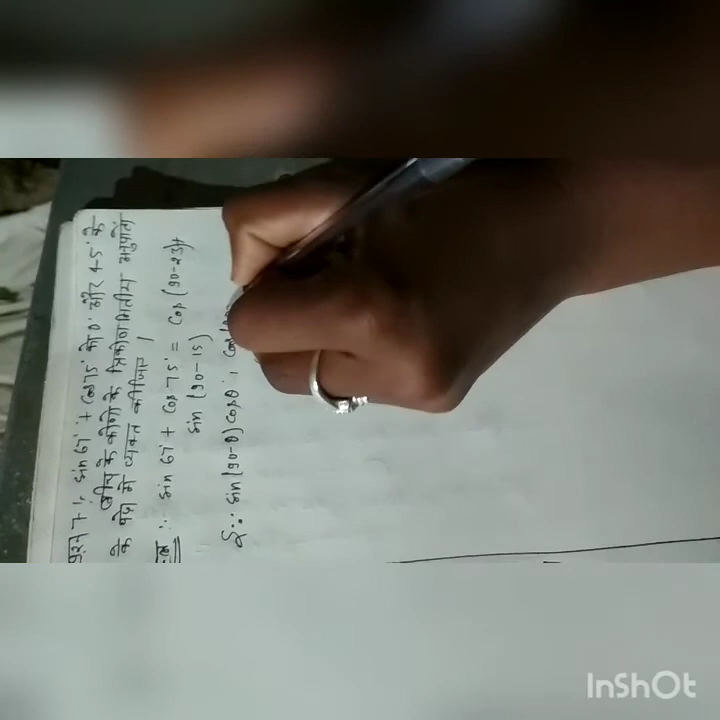 प्रश्न 7 :- sin 67° + cos 75° को 0° और 45° के
बीच के कोणों के त्रिकोणमितीय अनुपातों
के पदों में व्यक्त कीजिए |
हल :- sin 67° + cos 75° = cos (90-23)+
sin (90-15)
[∵ sin (90-θ) cosθ , cos
InShOt